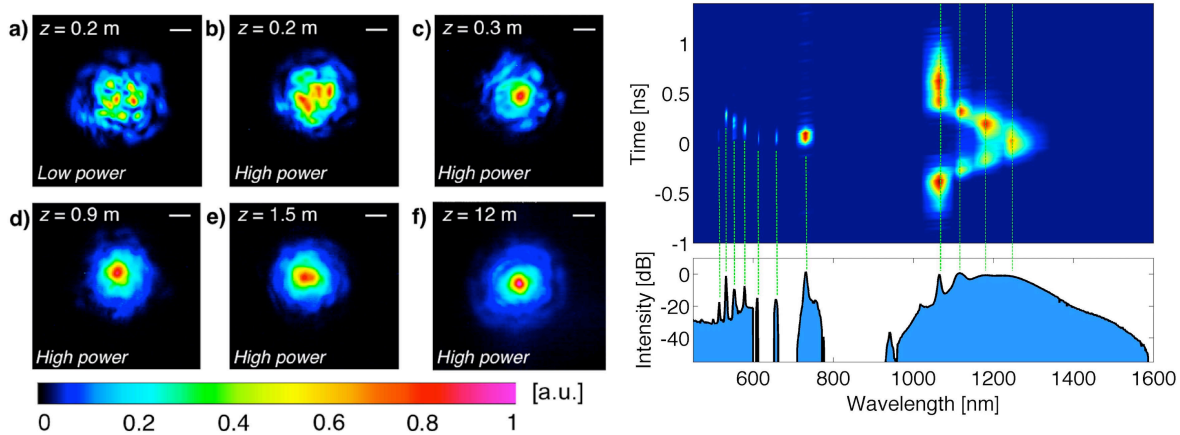 a) z = 0.2 m
Low power
b) z = 0.2 m
High power
c) z = 0.3 m
High power
d) z = 0.9 m
High power
e) z = 1.5 m
High power
f) z = 12 m
High power
[a.u.]
0 0.2 0.4 0.6 0.8 1
Time [ns]
1
0.5
0
-0.5
-1
Intensity [dB]
0
-20
-40
600 800 1000 1200 1400 1600
Wavelength [nm]